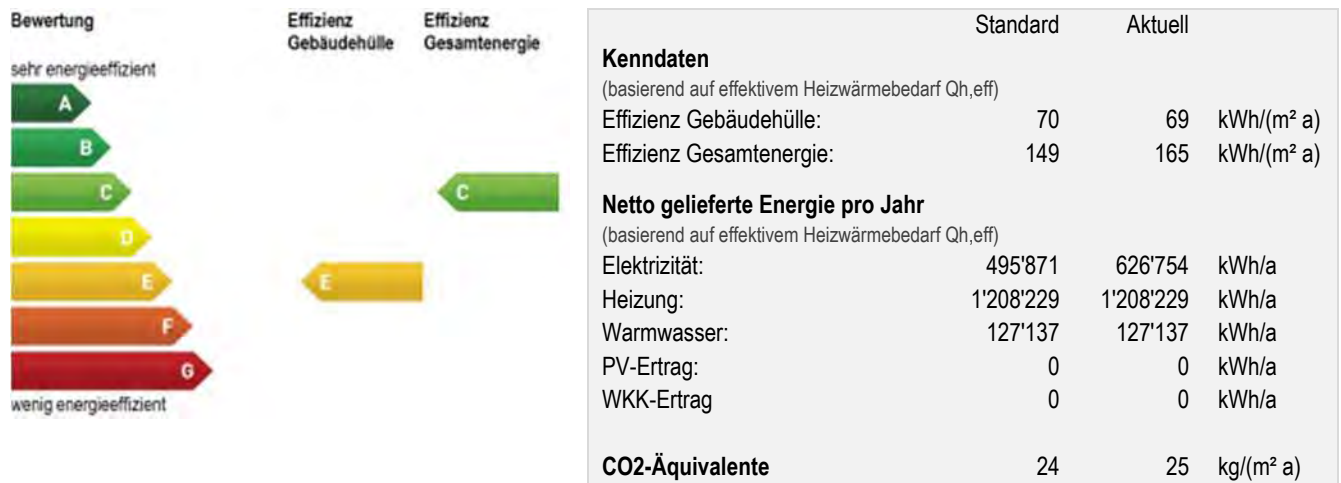 Bewertung
Effizienz Gebäudehülle
Effizienz Gesamtenergie
sehr energieeffizient
A
B
C
D
E
F
G
wenig energieeffizient
C
E
Standard Aktuell
Kenndaten
(basierend auf effektivem Heizwärmebedarf Qh,eff)
Effizienz Gebäudehülle: 70 69 kWh/(m² a)
Effizienz Gesamtenergie: 149 165 kWh/(m² a)
Netto gelieferte Energie pro Jahr
(basierend auf effektivem Heizwärmebedarf Qh,eff)
Elektrizität: 495'871 626'754 kWh/a
Heizung: 1'208'229 1'208'229 kWh/a
Warmwasser: 127'137 127'137 kWh/a
PV-Ertrag: 0 0 kWh/a
WKK-Ertrag 0 0 kWh/a
CO2-Äquivalente 24 25 kg/(m² a)